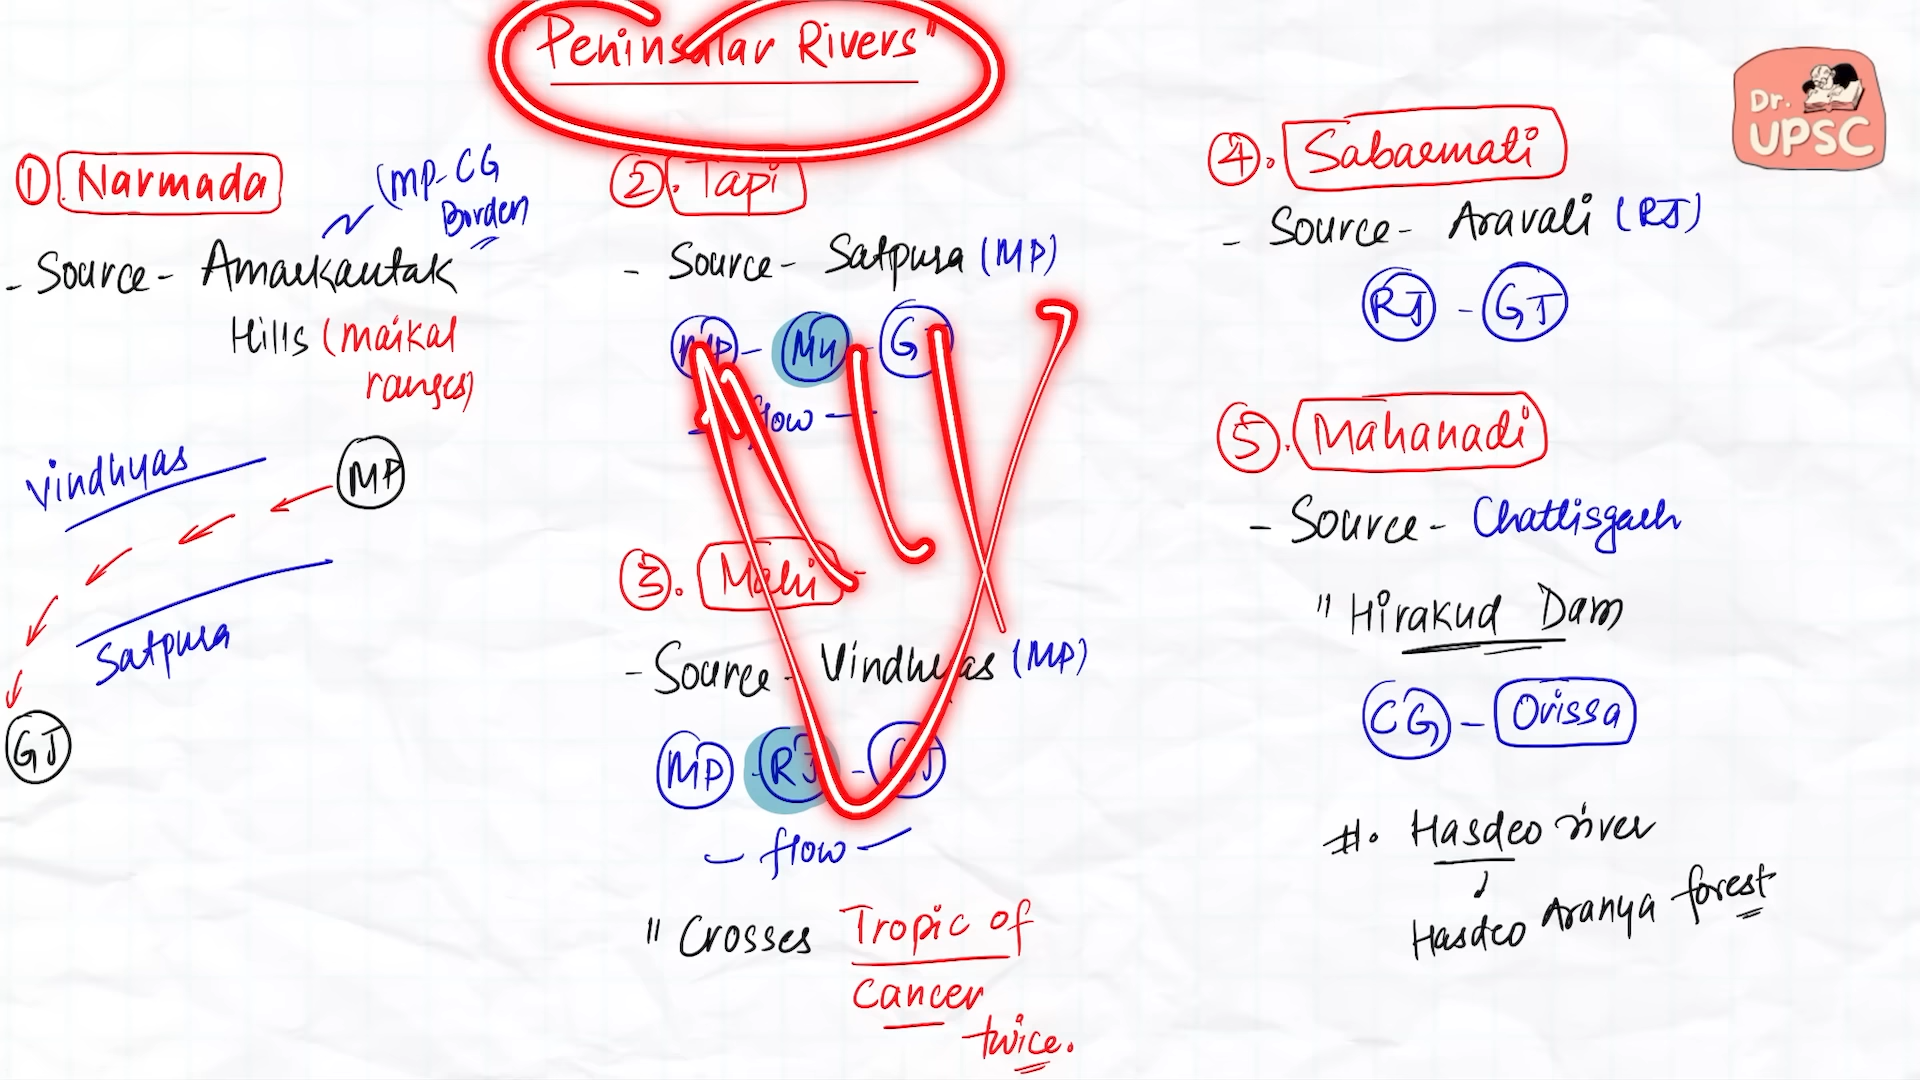 "Peninsular Rivers"
Dr.
UPSC
① Narmada
(MP-CG
Border
- Source - Amarkantak
Hills (maikal
ranges)
Vindhyas
MP
Satpura
GJ
②. Tapi
- Source - Satpura (MP)
MP - MH - GJ
- flow -
③. Mahi -
- Source - Vindhyas (MP)
MP - RJ - GJ
- flow -
" Crosses Tropic of
Cancer
twice.
④. Sabarmati
- Source - Aravali (RJ)
RJ - GJ
⑤. Mahanadi
- Source - Chattisgarh
" Hirakud Dam
CG - Orissa
#. Hasdeo river
Hasdeo Aranya forest